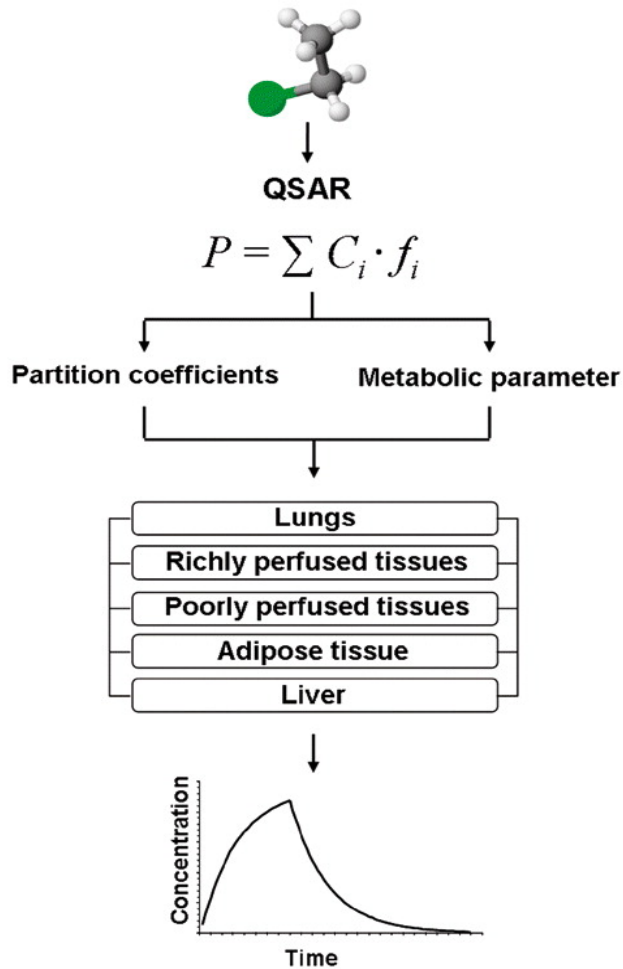 QSAR
P = ∑ C_i · f_i
Partition coefficients
Metabolic parameter
Lungs
Richly perfused tissues
Poorly perfused tissues
Adipose tissue
Liver
Concentration
Time